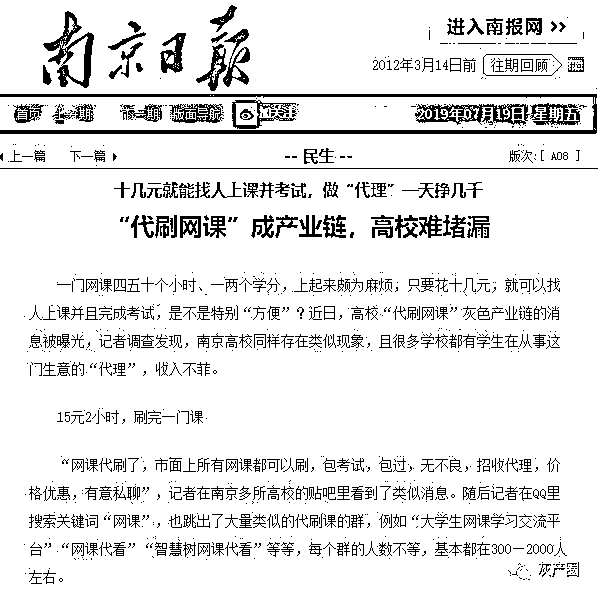 南京日报
进入南报网 >>
2012年3月14日前 往期回顾
首页 上一期 下一期 版面导航 加关注 2019年07月19日 星期五
上一篇 下一篇 -- 民生 -- 版次:[ A08 ]
十几元就能找人上课并考试，做“代理”一天挣几千
“代刷网课”成产业链，高校难堵漏
一门网课四五十个小时、一两个学分，上起来颇为麻烦；只要花十几元；就可以找
人上课并且完成考试，是不是特别“方便”？近日，高校“代刷网课”灰色产业链的消
息被曝光，记者调查发现，南京高校同样存在类似现象，且很多学校都有学生在从事这
门生意的“代理”，收入不菲。
15元2小时，刷完一门课
“网课代刷了，市面上所有网课都可以刷，包考试，包过，无不良，招收代理，价
格优惠，有意私聊”，记者在南京多所高校的贴吧里看到了类似消息。随后记者在QQ里
搜索关键词“网课”，也跳出了大量类似的代刷课的群，例如“大学生网课学习交流平
台”“网课代看”“智慧树网课代看”等等，每个群的人数不等，基本都在300—2000人
左右。
灰产圈